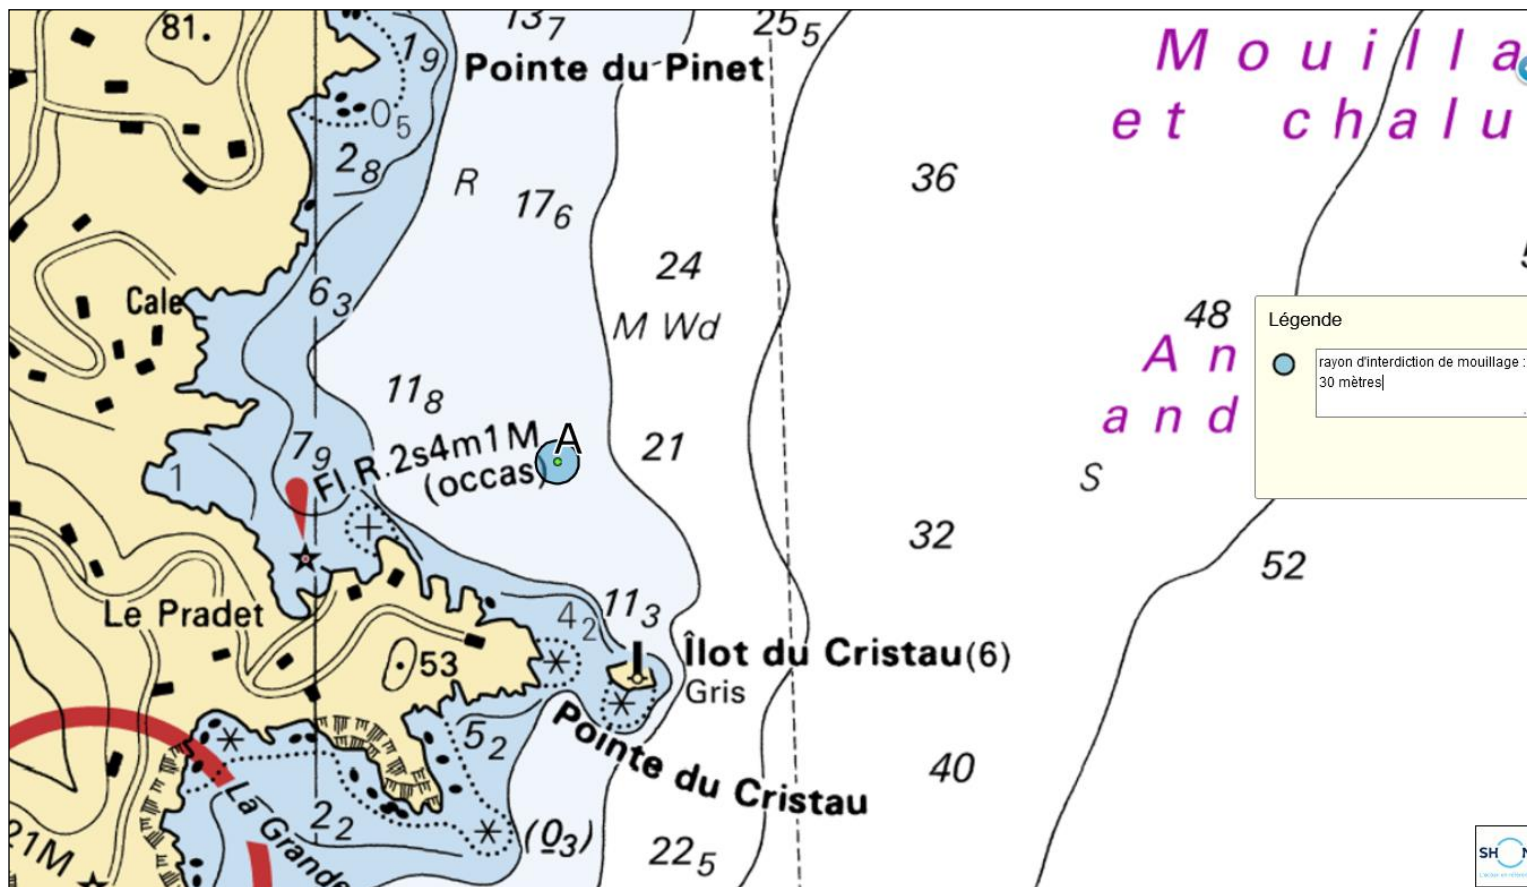 81.
13₇
25₅
1₉
Pointe du Pinet
Mouilla
0₅
et chalu
2₈
R
17₆
36
24
6₃
Cale
M Wd
48
Légende
An
rayon d'interdiction de mouillage :
30 mètres
11₈
and
7₉
Fl.R.2s4m1M
A
21
(occas)
1
S
32
52
Le Pradet
4₂
11₃
53
Îlot du Cristau(6)
Gris
5₂
Pointe du Cristau
40
La Grande
2₂
(0₃)
22₅
21M
SH N